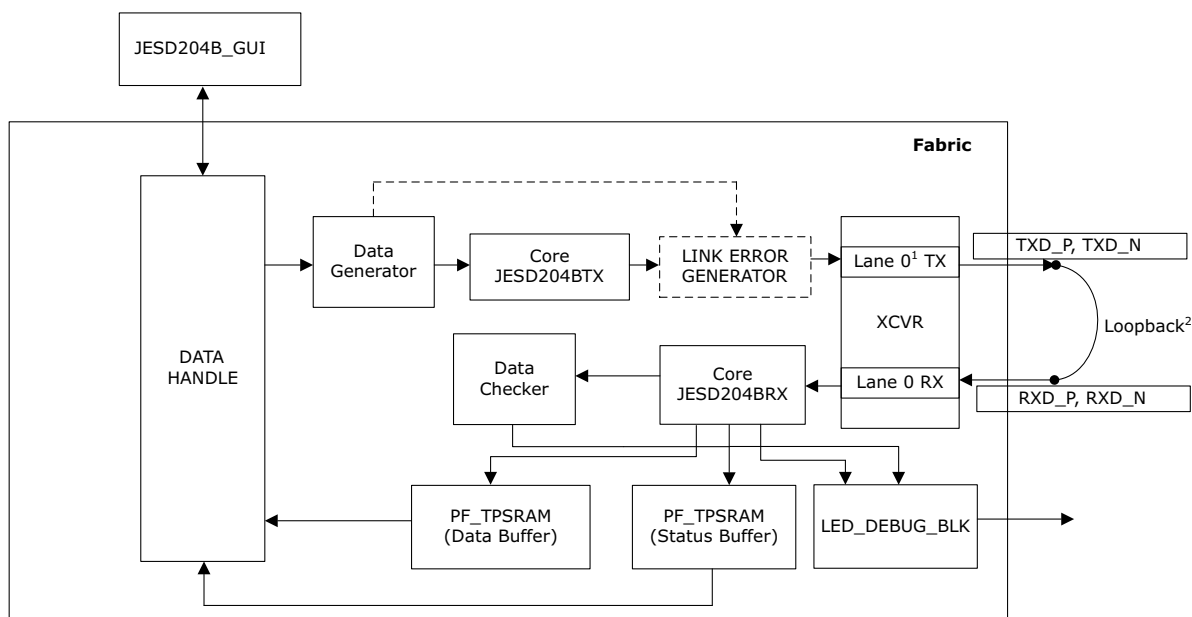 JESD204B_GUI
Fabric
DATA
HANDLE
Data
Generator
Core
JESD204BTX
LINK ERROR
GENERATOR
Lane 0¹ TX
TXD_P, TXD_N
XCVR
Loopback²
Data
Checker
Core
JESD204BRX
Lane 0 RX
RXD_P, RXD_N
PF_TPSRAM
(Data Buffer)
PF_TPSRAM
(Status Buffer)
LED_DEBUG_BLK